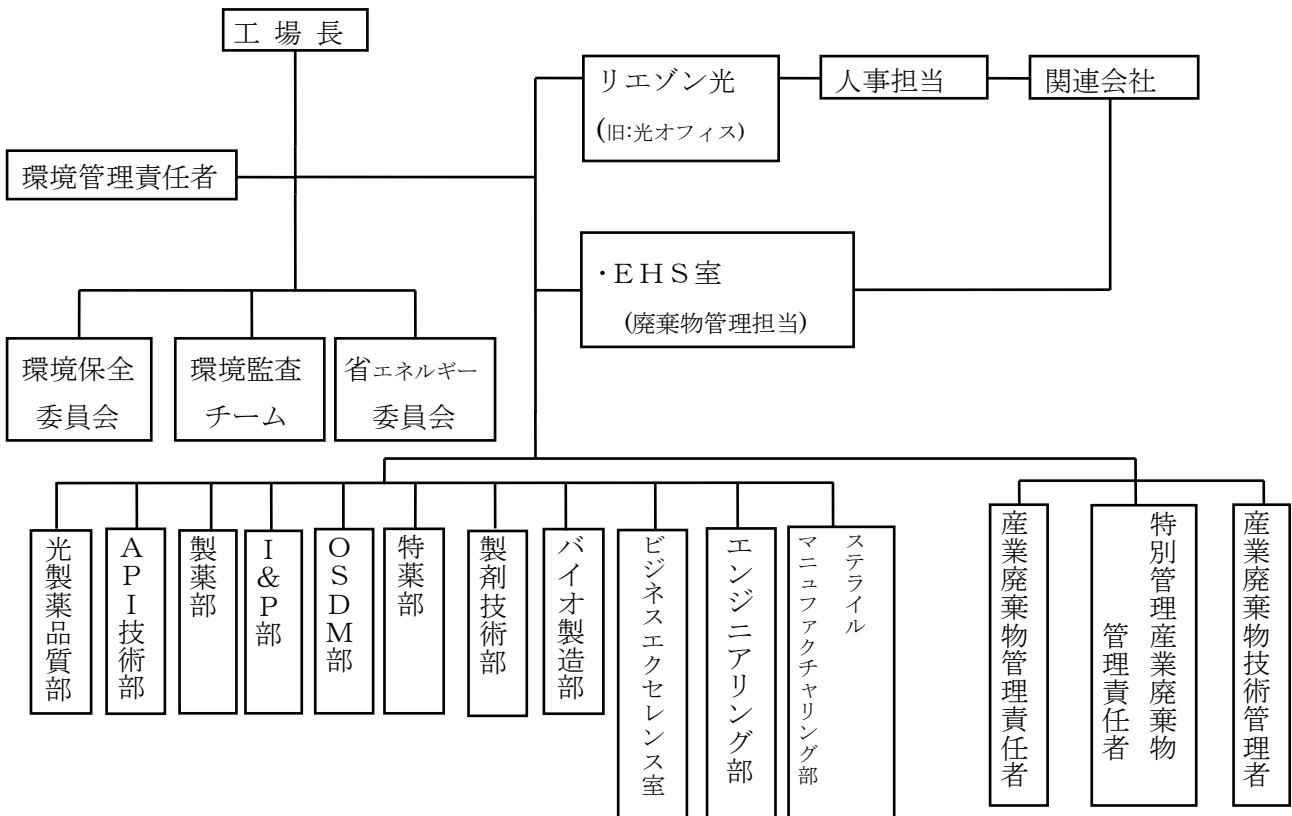 工場長
リエゾン光
(旧:光オフィス)
人事担当
関連会社
環境管理責任者
・EHS室
(廃棄物管理担当)
環境保全
委員会
環境監査
チーム
省エネルギー
委員会
光製薬品質部
API技術部
製薬部
I&P部
OSDM部
特薬部
製剤技術部
バイオ製造部
ビジネスエクセレンス室
エンジニアリング部
ステライル
マニュファクチャリング部
産業廃棄物管理責任者
特別管理産業廃棄物
管理責任者
産業廃棄物技術管理者